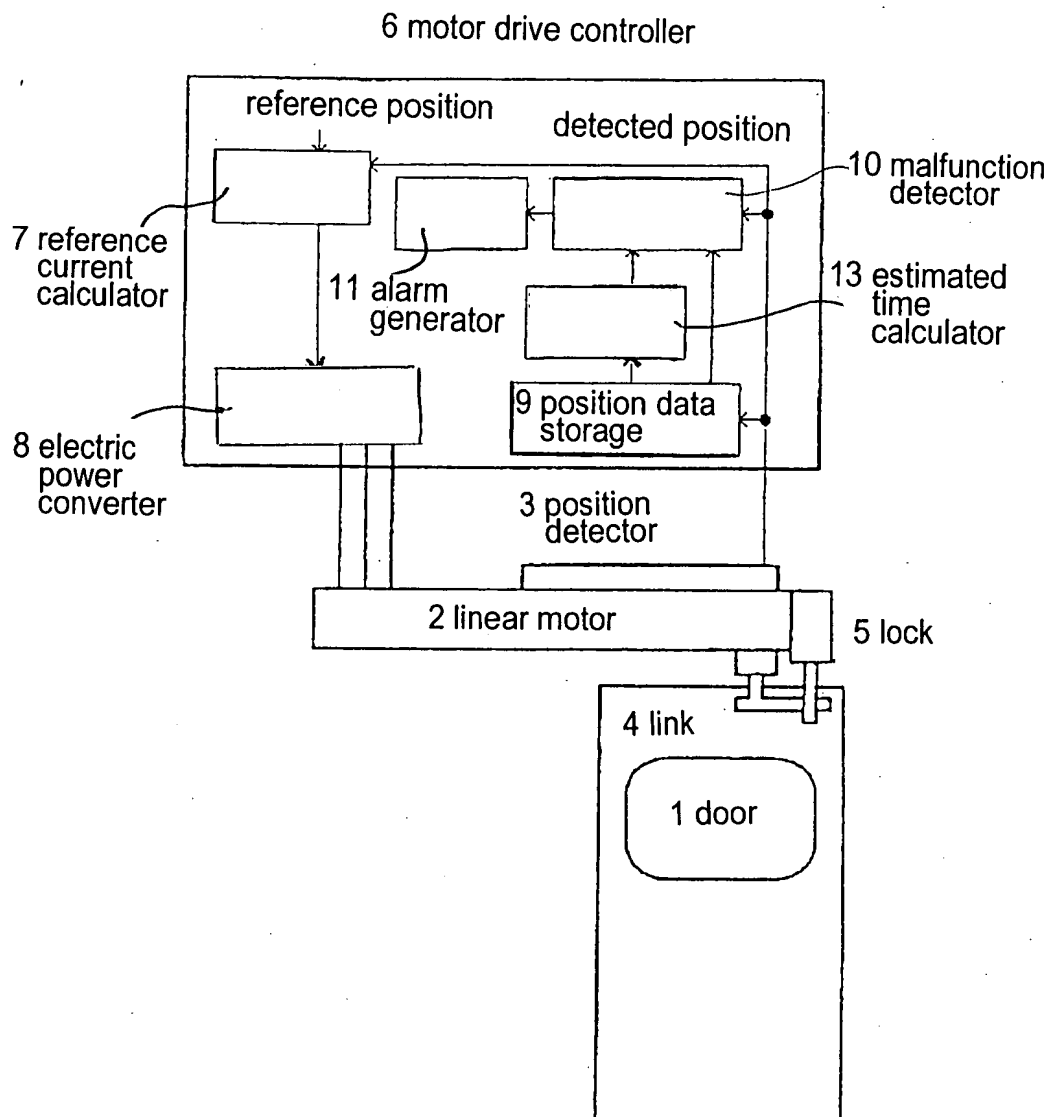 6 motor drive controller
reference position
detected position
10 malfunction
detector
7 reference
current
calculator
11 alarm
generator
13 estimated
time
calculator
9 position data
storage
8 electric
power
converter
3 position
detector
2 linear motor
5 lock
4 link
1 door